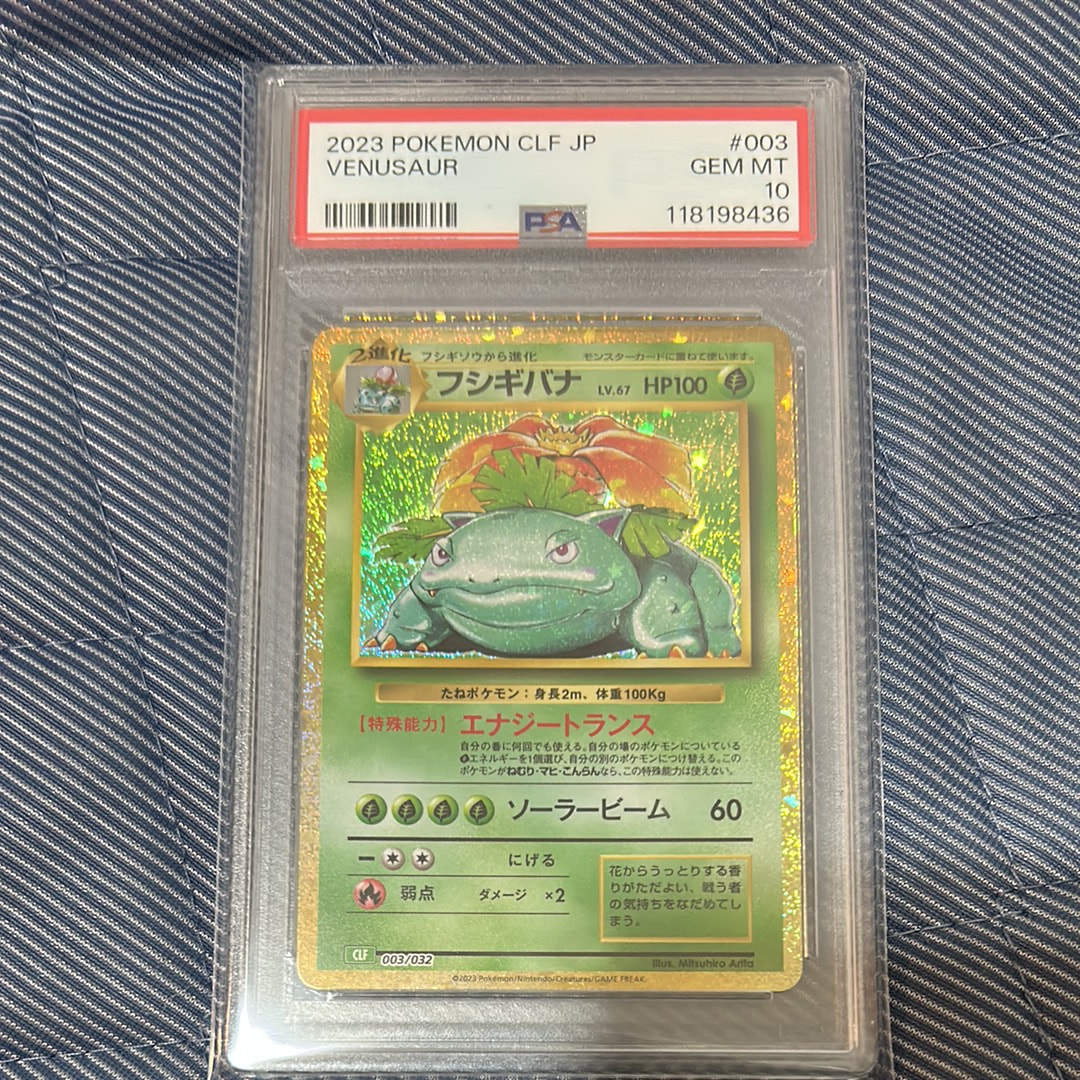 2023 POKEMON CLF JP #003
VENUSAUR GEM MT
10
PSA 118198436
2進化 フシギソウから進化 モンスターカードに重ねて使います。
フシギバナ LV.67 HP100
たねポケモン：身長2m、体重100Kg
【特殊能力】エナジートランス
自分の番に何回でも使える。自分の場のポケモンについている
エネルギーを1個選び、自分の別のポケモンにつけ替える。この
ポケモンがねむり・マヒ・こんらんなら、この特殊能力は使えない。
ソーラービーム 60
ー にげる
弱点 ダメージ ×2
花からうっとりする香
りがただよい、戦う者
の気持ちをなだめてし
まう。
CLF 003/032
Illus. Mitsuhiro Arita
©2023 Pokémon/Nintendo/Creatures/GAME FREAK.